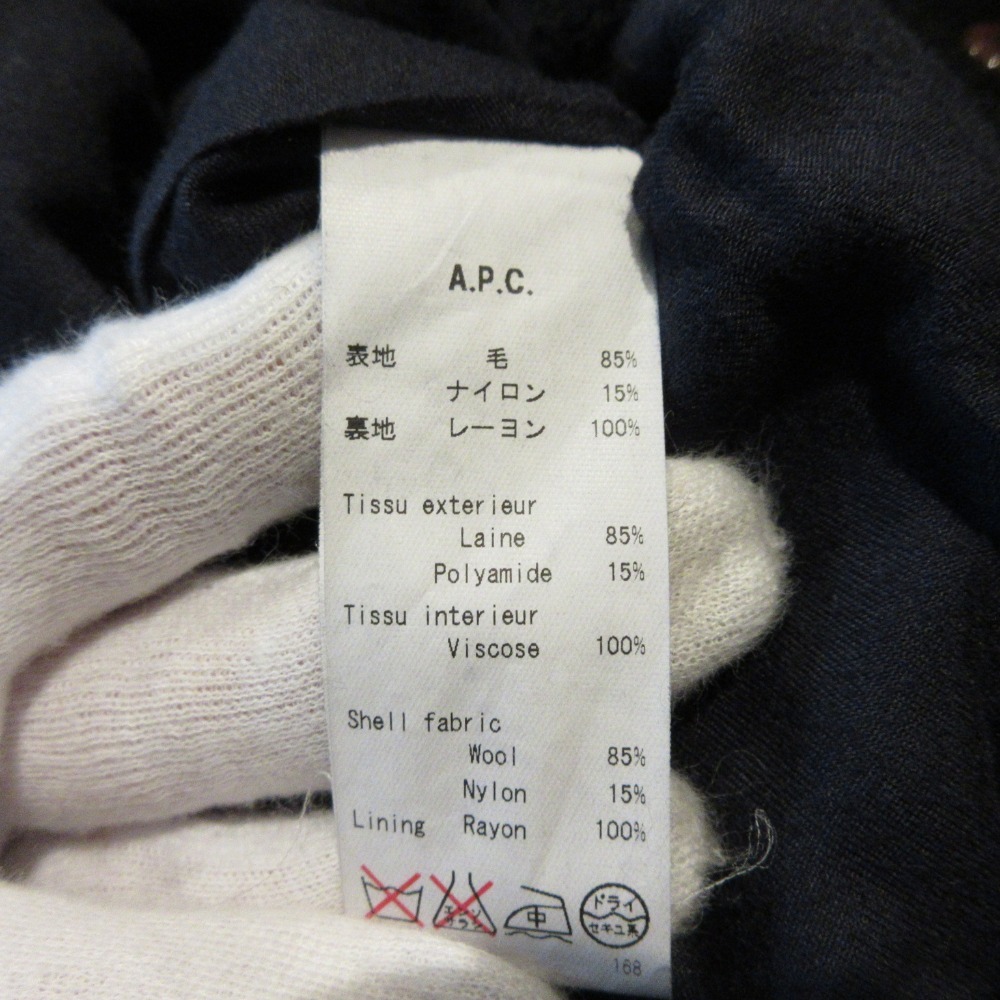 A.P.C.
表地 毛 85%
ナイロン 15%
裏地 レーヨン 100%
Tissu exterieur
Laine 85%
Polyamide 15%
Tissu interieur
Viscose 100%
Shell fabric
Wool 85%
Nylon 15%
Lining Rayon 100%
中
ドライ
セキユ系
168